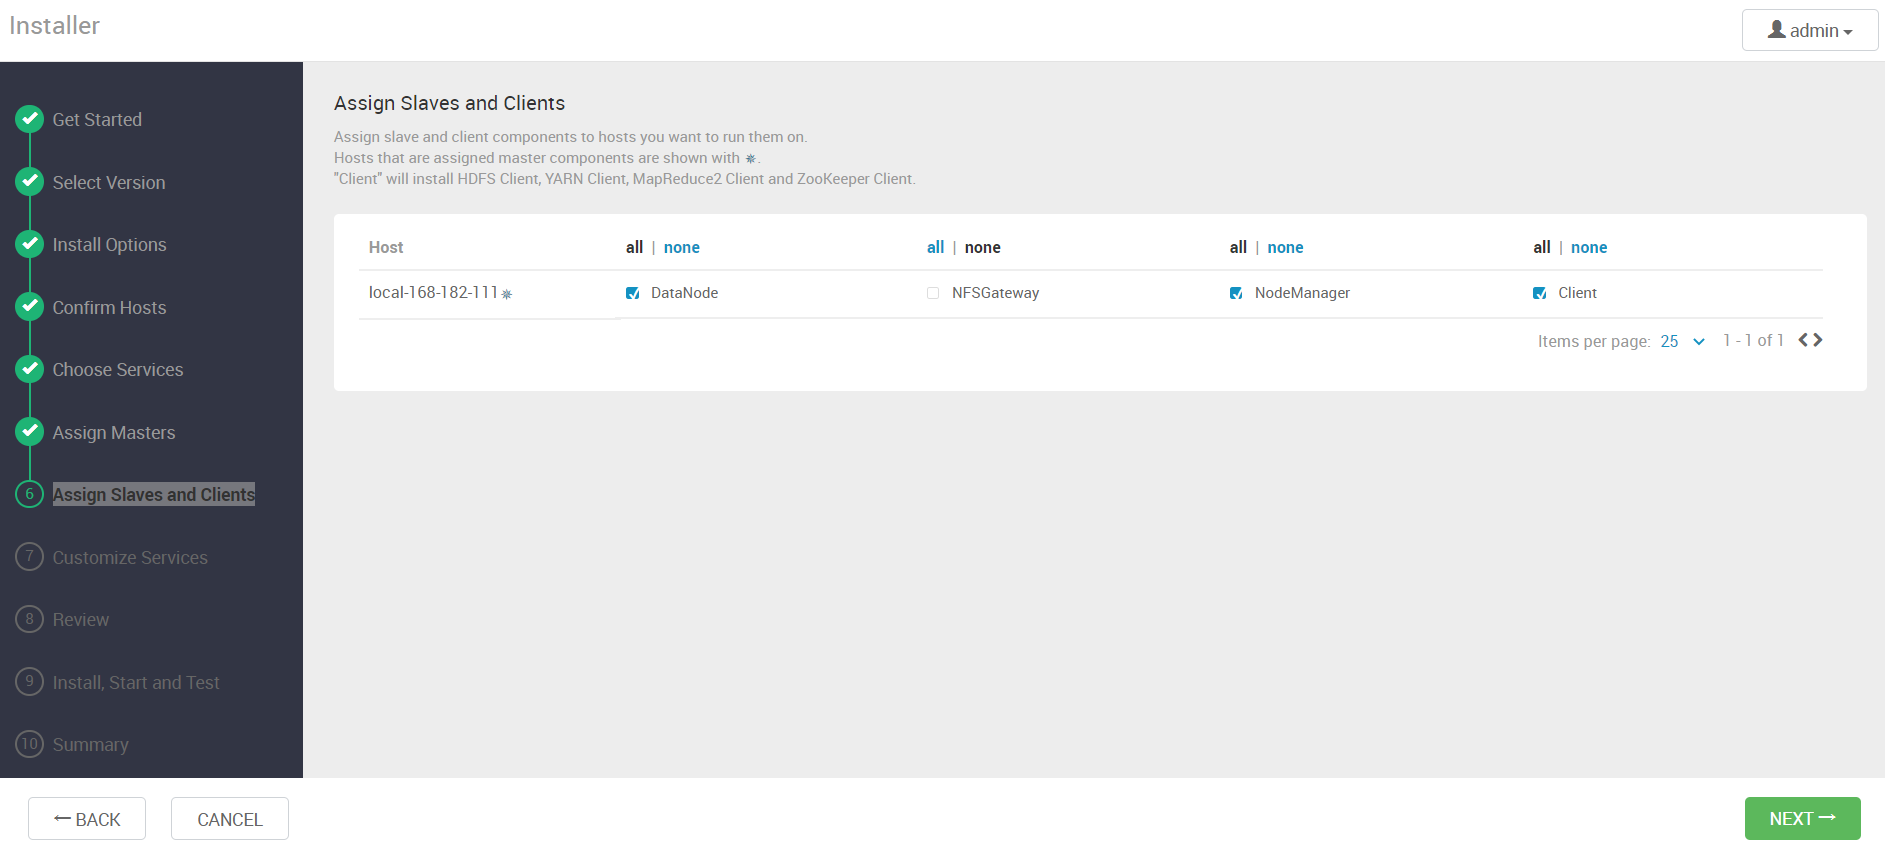 Installer
admin
Get Started
Select Version
Install Options
Confirm Hosts
Choose Services
Assign Masters
6 Assign Slaves and Clients
7 Customize Services
8 Review
9 Install, Start and Test
10 Summary
Assign Slaves and Clients
Assign slave and client components to hosts you want to run them on.
Hosts that are assigned master components are shown with ✵.
"Client" will install HDFS Client, YARN Client, MapReduce2 Client and ZooKeeper Client.
Host all | none all | none all | none all | none
local-168-182-111✵ DataNode NFSGateway NodeManager Client
Items per page: 25 1 - 1 of 1
← BACK CANCEL NEXT →